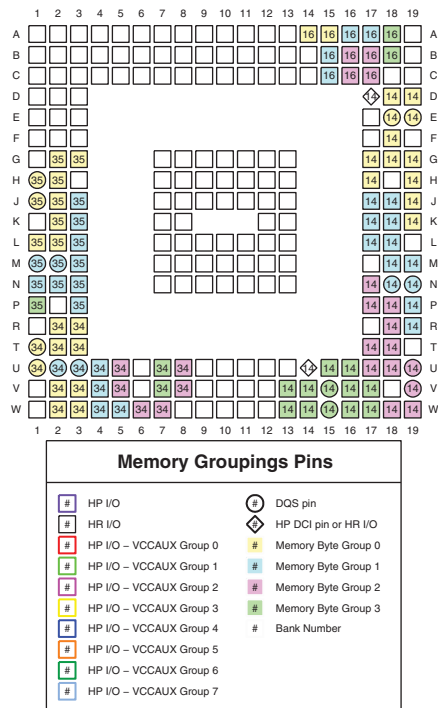 1 2 3 4 5 6 7 8 9 10 11 12 13 14 15 16 17 18 19
A 16 16 16 16 16 A
B 16 16 16 16 B
C 16 16 16 C
D 14 14 14 D
E 14 14 E
F 14 F
G 35 35 14 14 14 G
H 35 35 14 14 H
J 35 35 35 14 14 14 J
K 35 35 14 14 14 K
L 35 35 35 14 14 L
M 35 35 35 14 14 M
N 35 35 35 14 14 14 N
P 35 35 14 14 14 P
R 34 34 14 14 R
T 34 34 34 14 14 T
U 34 34 34 34 34 34 34 14 14 14 14 14 14 U
V 34 34 34 34 34 34 14 14 14 14 14 14 V
W 34 34 34 34 34 34 14 14 14 14 14 14 14 W
1 2 3 4 5 6 7 8 9 10 11 12 13 14 15 16 17 18 19
Memory Groupings Pins
# HP I/O
# HR I/O
# HP I/O – VCCAUX Group 0
# HP I/O – VCCAUX Group 1
# HP I/O – VCCAUX Group 2
# HP I/O – VCCAUX Group 3
# HP I/O – VCCAUX Group 4
# HP I/O – VCCAUX Group 5
# HP I/O – VCCAUX Group 6
# HP I/O – VCCAUX Group 7
# DQS pin
# HP DCI pin or HR I/O
# Memory Byte Group 0
# Memory Byte Group 1
# Memory Byte Group 2
# Memory Byte Group 3
# Bank Number